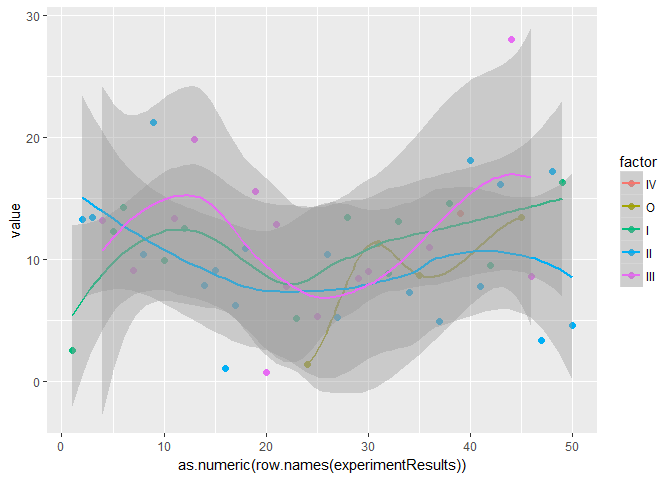 30
20
10
0
value
0
10
20
30
40
50
as.numeric(row.names(experimentResults))
factor
IV
O
I
II
III